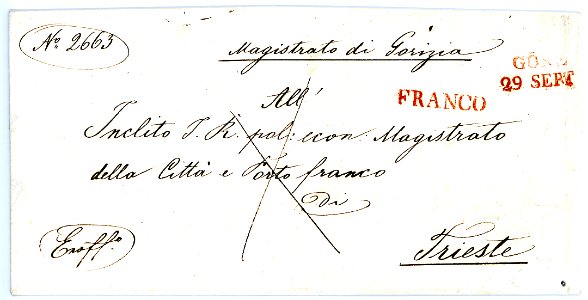 No. 2663
Magistrato di Gorizia
GÖRZ
29 SEPT
FRANCO
All'
Inclito I. R. pol: econ. Magistrato
della Città e Porto franco
Di
Trieste